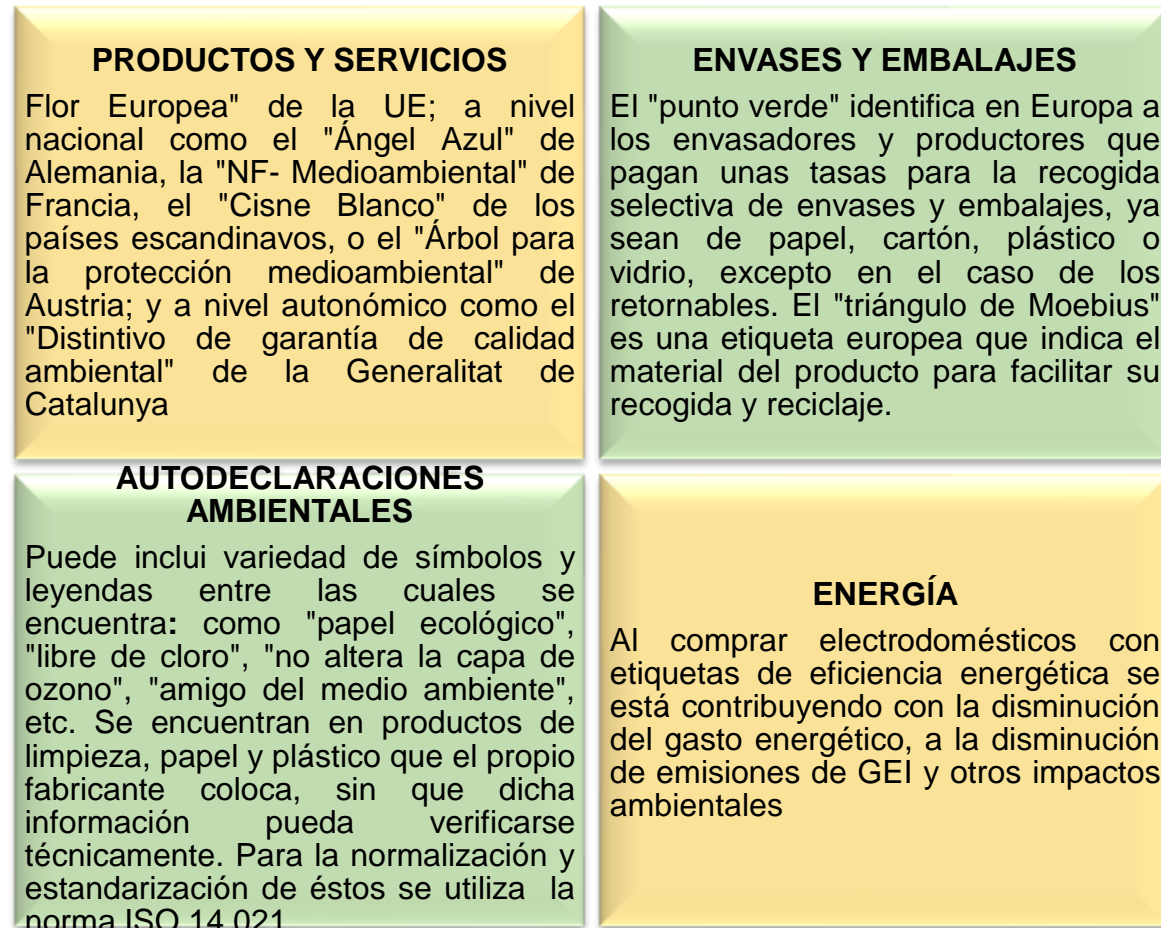 PRODUCTOS Y SERVICIOS
Flor Europea" de la UE; a nivel
nacional como el "Ángel Azul" de
Alemania, la "NF- Medioambiental" de
Francia, el "Cisne Blanco" de los
países escandinavos, o el "Árbol para
la protección medioambiental" de
Austria; y a nivel autonómico como el
"Distintivo de garantía de calidad
ambiental" de la Generalitat de
Catalunya
ENVASES Y EMBALAJES
El "punto verde" identifica en Europa a
los envasadores y productores que
pagan unas tasas para la recogida
selectiva de envases y embalajes, ya
sean de papel, cartón, plástico o
vidrio, excepto en el caso de los
retornables. El "triángulo de Moebius"
es una etiqueta europea que indica el
material del producto para facilitar su
recogida y reciclaje.
AUTODECLARACIONES
AMBIENTALES
Puede inclui variedad de símbolos y
leyendas entre las cuales se
encuentra: como "papel ecológico",
"libre de cloro", "no altera la capa de
ozono", "amigo del medio ambiente",
etc. Se encuentran en productos de
limpieza, papel y plástico que el propio
fabricante coloca, sin que dicha
información pueda verificarse
técnicamente. Para la normalización y
estandarización de éstos se utiliza la
norma ISO 14 021
ENERGÍA
Al comprar electrodomésticos con
etiquetas de eficiencia energética se
está contribuyendo con la disminución
del gasto energético, a la disminución
de emisiones de GEI y otros impactos
ambientales